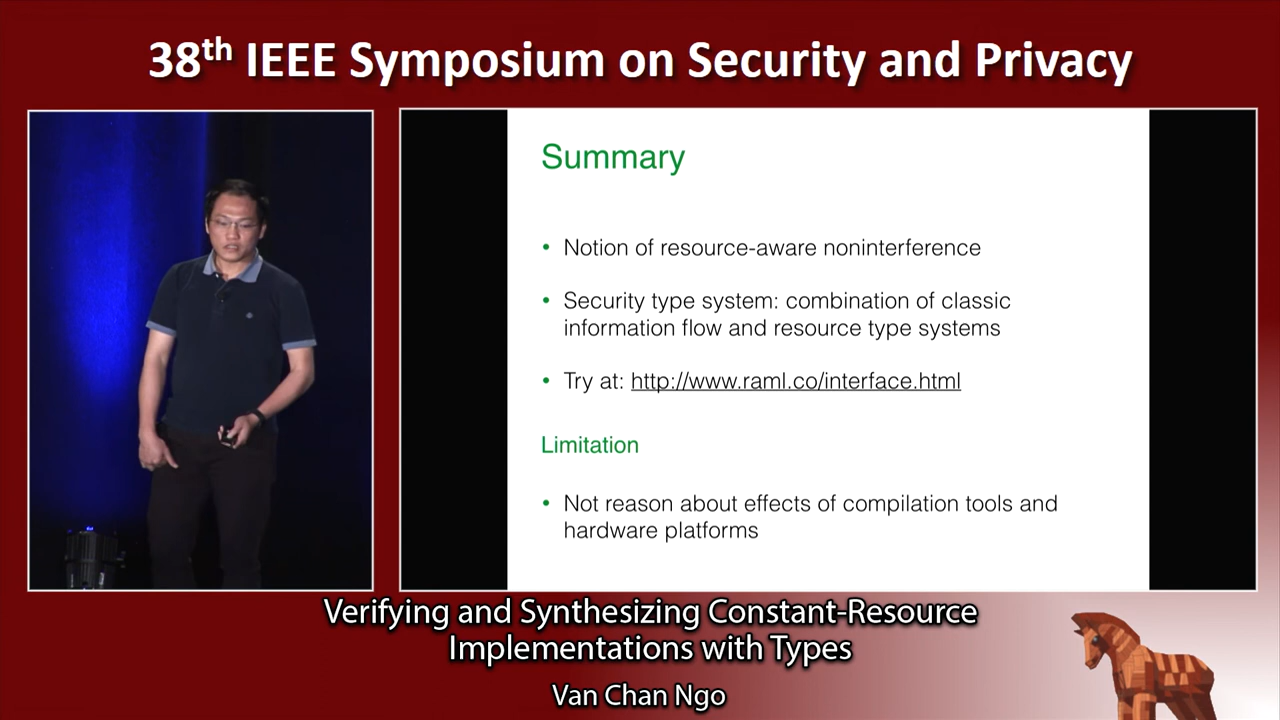 38th IEEE Symposium on Security and Privacy
Summary
• Notion of resource-aware noninterference
• Security type system: combination of classic
information flow and resource type systems
• Try at: http://www.raml.co/interface.html
Limitation
• Not reason about effects of compilation tools and
hardware platforms
Verifying and Synthesizing Constant-Resource
Implementations with Types
Van Chan Ngo